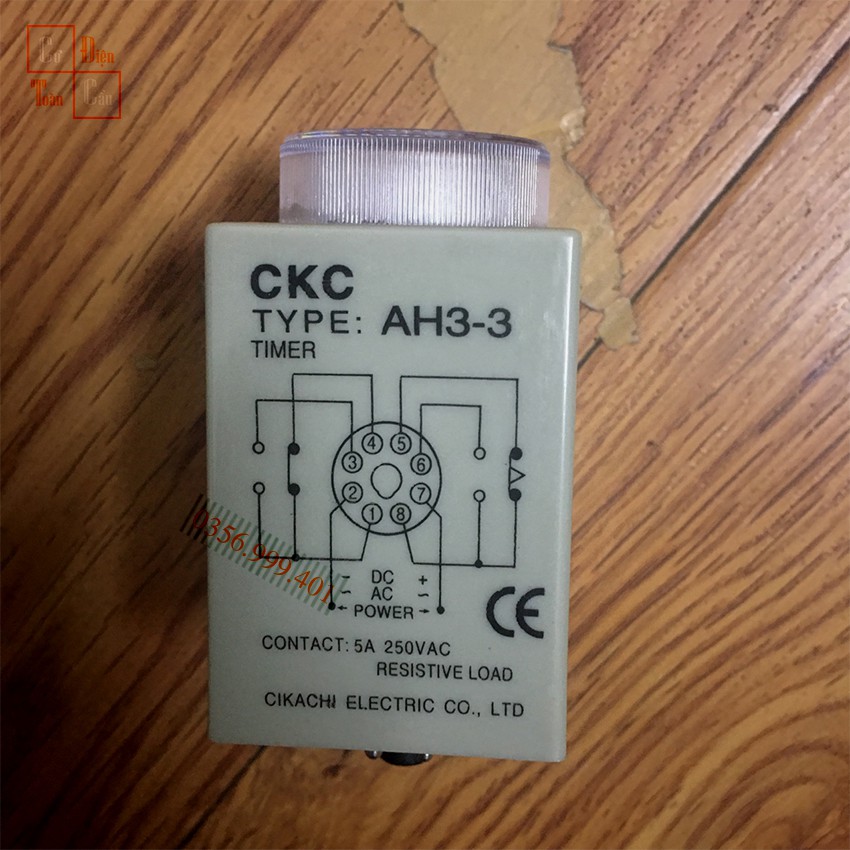 Cơ Điện
Toàn Cầu
CKC
TYPE: AH3-3
TIMER
4 5
3 6
2 7
1 8
0356.999.401
- DC +
~ AC ~
POWER
CE
CONTACT: 5A 250VAC
RESISTIVE LOAD
CIKACHI ELECTRIC CO., LTD